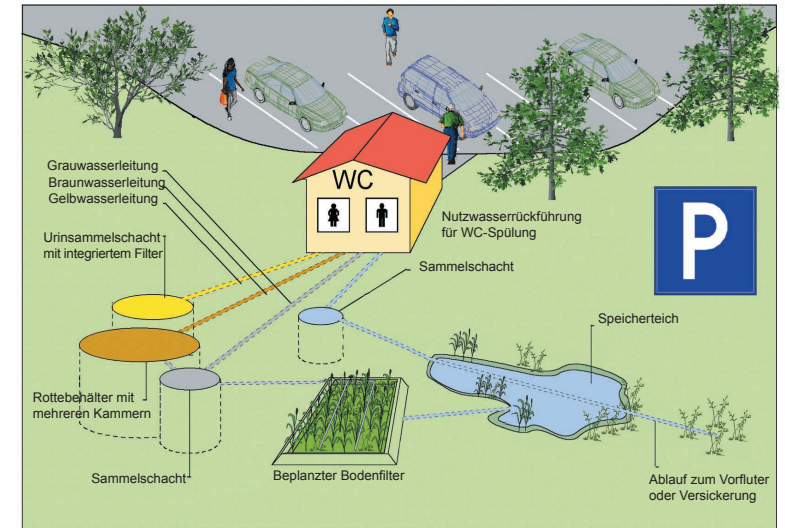 WC
Grauwasserleitung
Braunwasserleitung
Gelbwasserleitung
Urinsammelschacht
mit integriertem Filter
Nutzwasserrückführung
für WC-Spülung
P
Sammelschacht
Speicherteich
Rottebehälter mit
mehreren Kammern
Sammelschacht
Beplanzter Bodenfilter
Ablauf zum Vorfluter
oder Versickerung